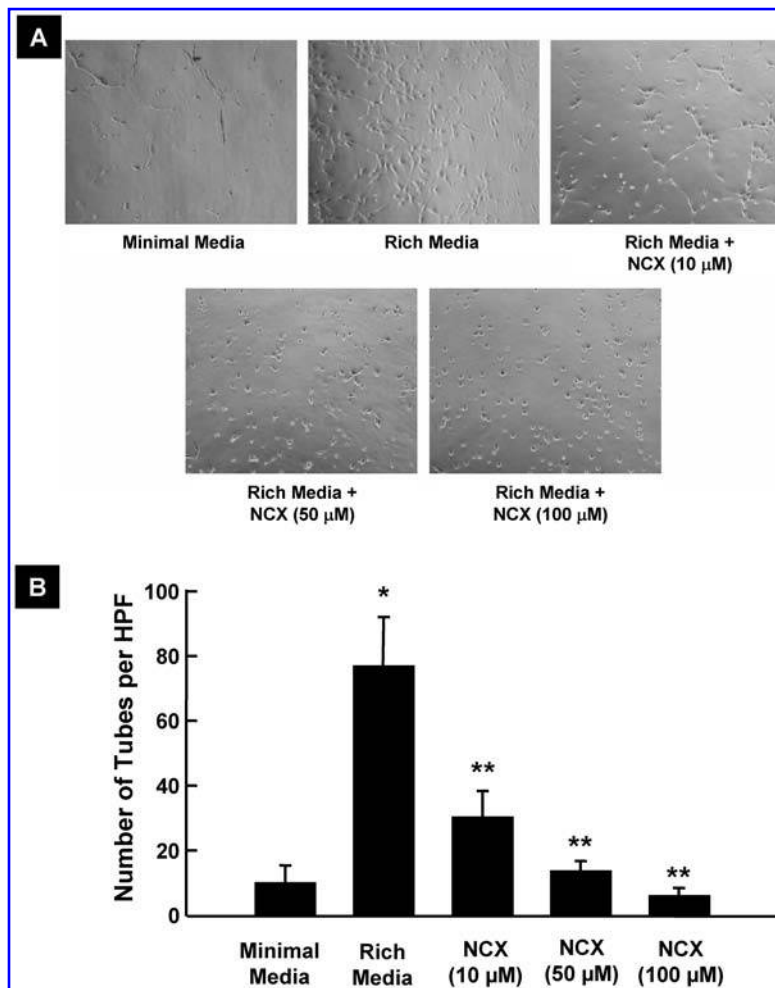 A
Minimal Media
Rich Media
Rich Media +
NCX (10 μM)
Rich Media +
NCX (50 μM)
Rich Media +
NCX (100 μM)
B
Number of Tubes per HPF
100
80
60
40
20
0
*
**
**
**
Minimal
Media
Rich
Media
NCX
(10 μM)
NCX
(50 μM)
NCX
(100 μM)